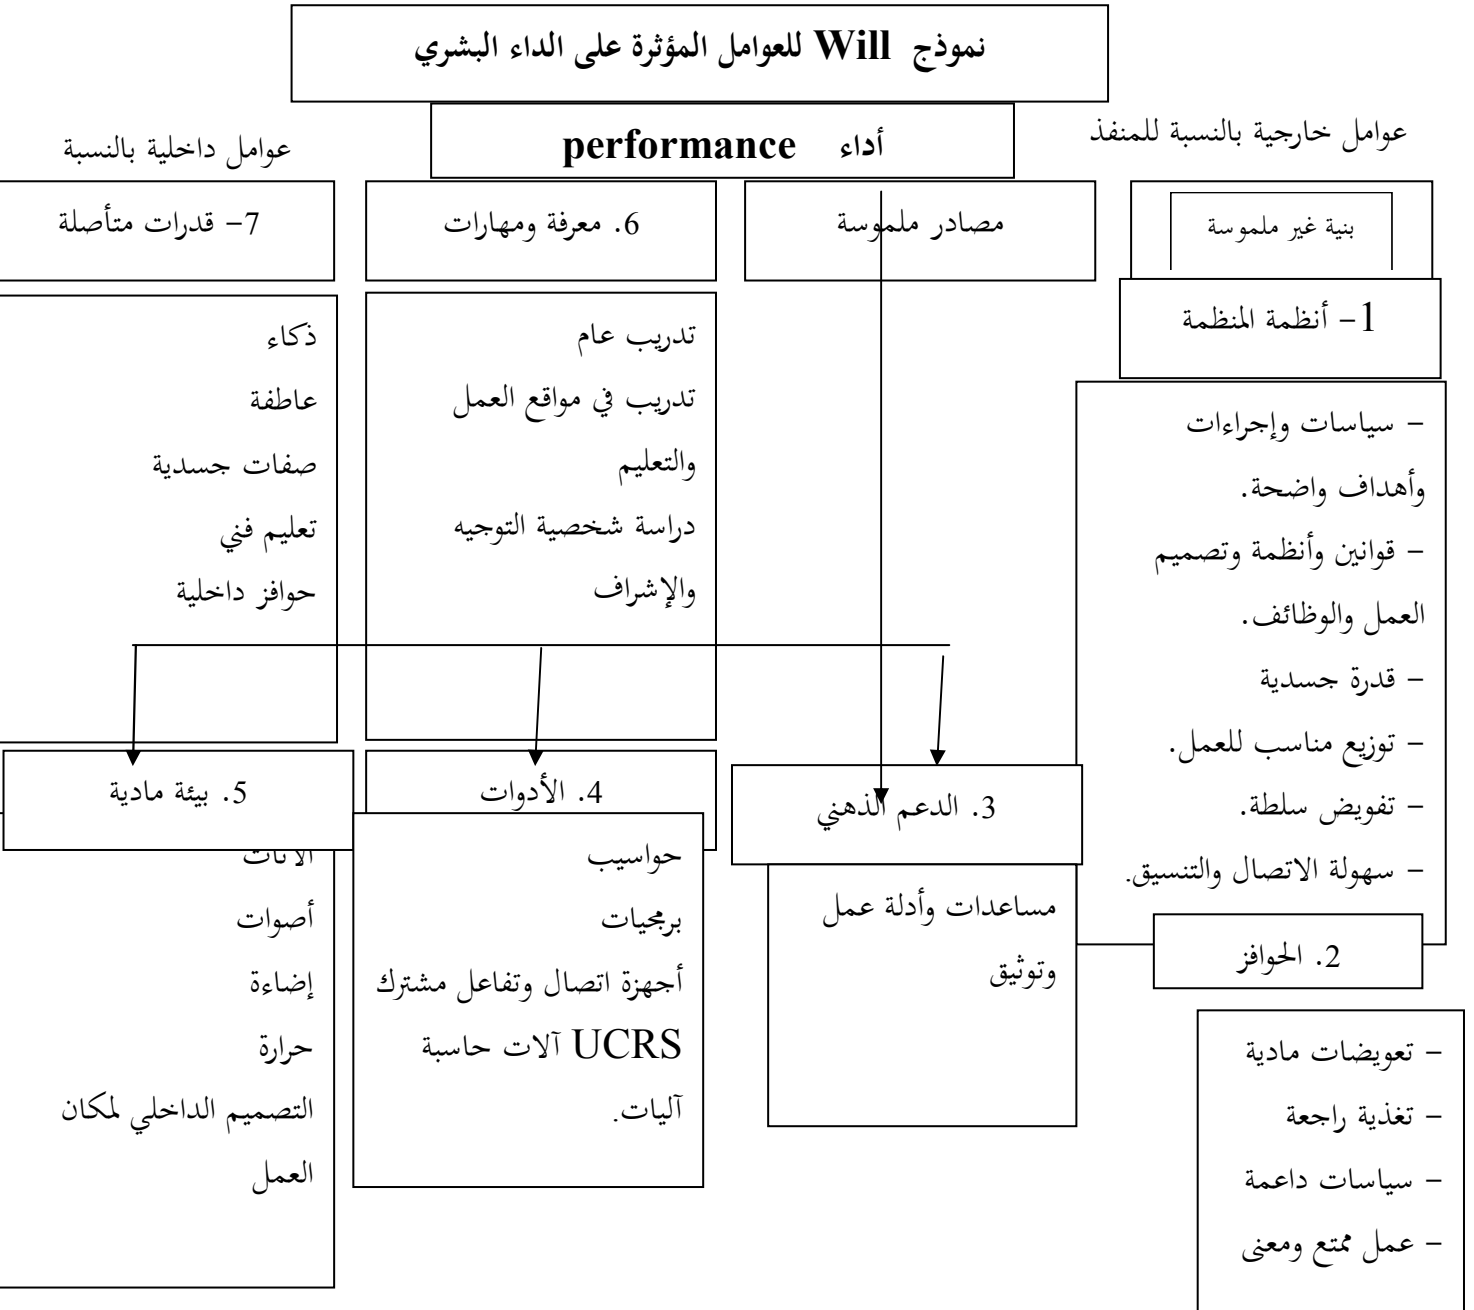 نموذج Will للعوامل المؤثرة على الداء البشري
أداء performance
عوامل خارجية بالنسبة للمنفذ
عوامل داخلية بالنسبة
بنية غير ملموسة
مصادر ملموسة
6. معرفة ومهارات
7- قدرات متأصلة
1- أنظمة المنظمة
- سياسات وإجراءات
وأهداف واضحة.
- قوانين وأنظمة وتصميم
العمل والوظائف.
- قدرة جسدية
- توزيع مناسب للعمل.
- تفويض سلطة.
- سهولة الاتصال والتنسيق.
2. الحوافز
- تعويضات مادية
- تغذية راجعة
- سياسات داعمة
- عمل ممتع ومعنى
تدريب عام
تدريب في مواقع العمل
والتعليم
دراسة شخصية التوجيه
والإشراف
ذكاء
عاطفة
صفات جسدية
تعليم فني
حوافز داخلية
3. الدعم الذهني
مساعدات وأدلة عمل
وتوثيق
4. الأدوات
حواسيب
برمجيات
أجهزة اتصال وتفاعل مشترك
UCRS آلات حاسبة
آليات.
5. بيئة مادية
الأثاث
أصوات
إضاءة
حرارة
التصميم الداخلي لمكان
العمل